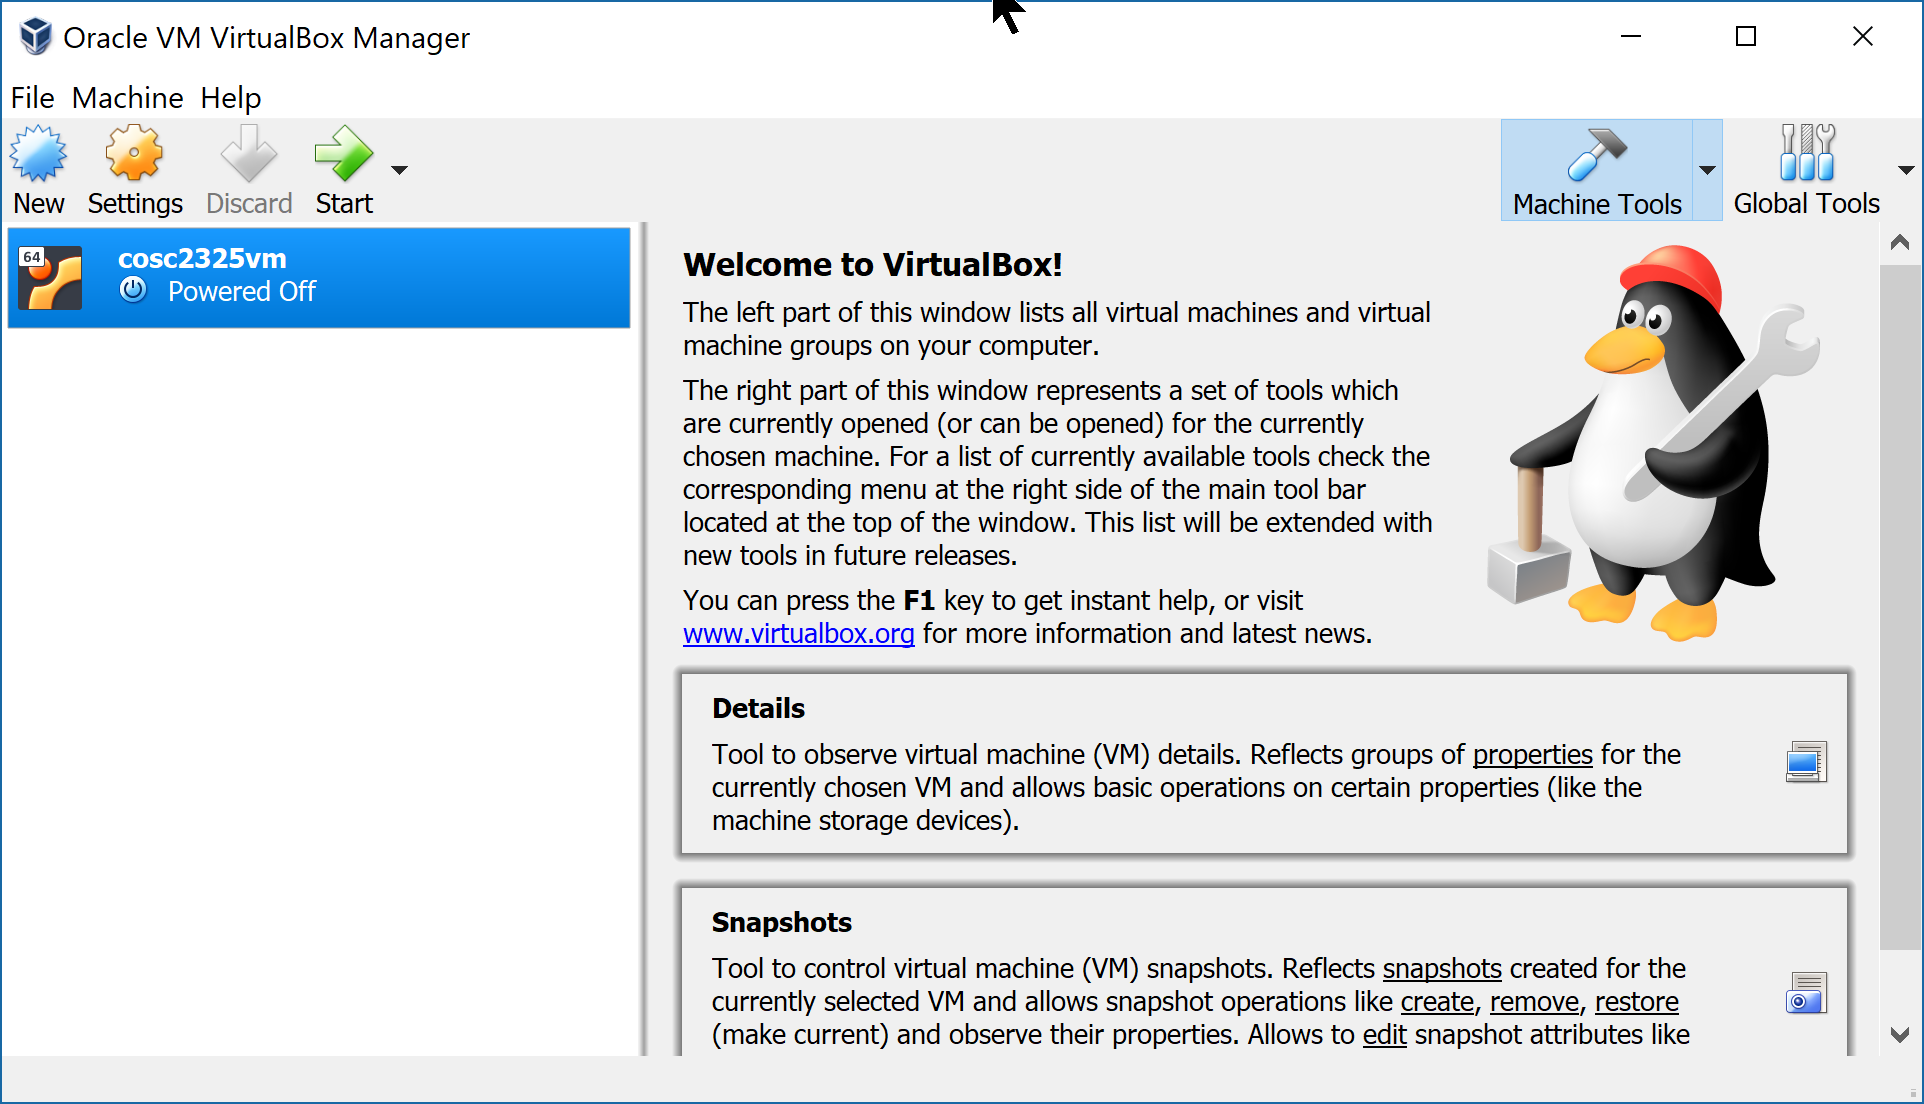 Oracle VM VirtualBox Manager
File Machine Help
New Settings Discard Start Machine Tools Global Tools
64
cosc2325vm
Powered Off
Welcome to VirtualBox!
The left part of this window lists all virtual machines and virtual
machine groups on your computer.
The right part of this window represents a set of tools which
are currently opened (or can be opened) for the currently
chosen machine. For a list of currently available tools check the
corresponding menu at the right side of the main tool bar
located at the top of the window. This list will be extended with
new tools in future releases.
You can press the F1 key to get instant help, or visit
www.virtualbox.org for more information and latest news.
Details
Tool to observe virtual machine (VM) details. Reflects groups of properties for the
currently chosen VM and allows basic operations on certain properties (like the
machine storage devices).
Snapshots
Tool to control virtual machine (VM) snapshots. Reflects snapshots created for the
currently selected VM and allows snapshot operations like create, remove, restore
(make current) and observe their properties. Allows to edit snapshot attributes like